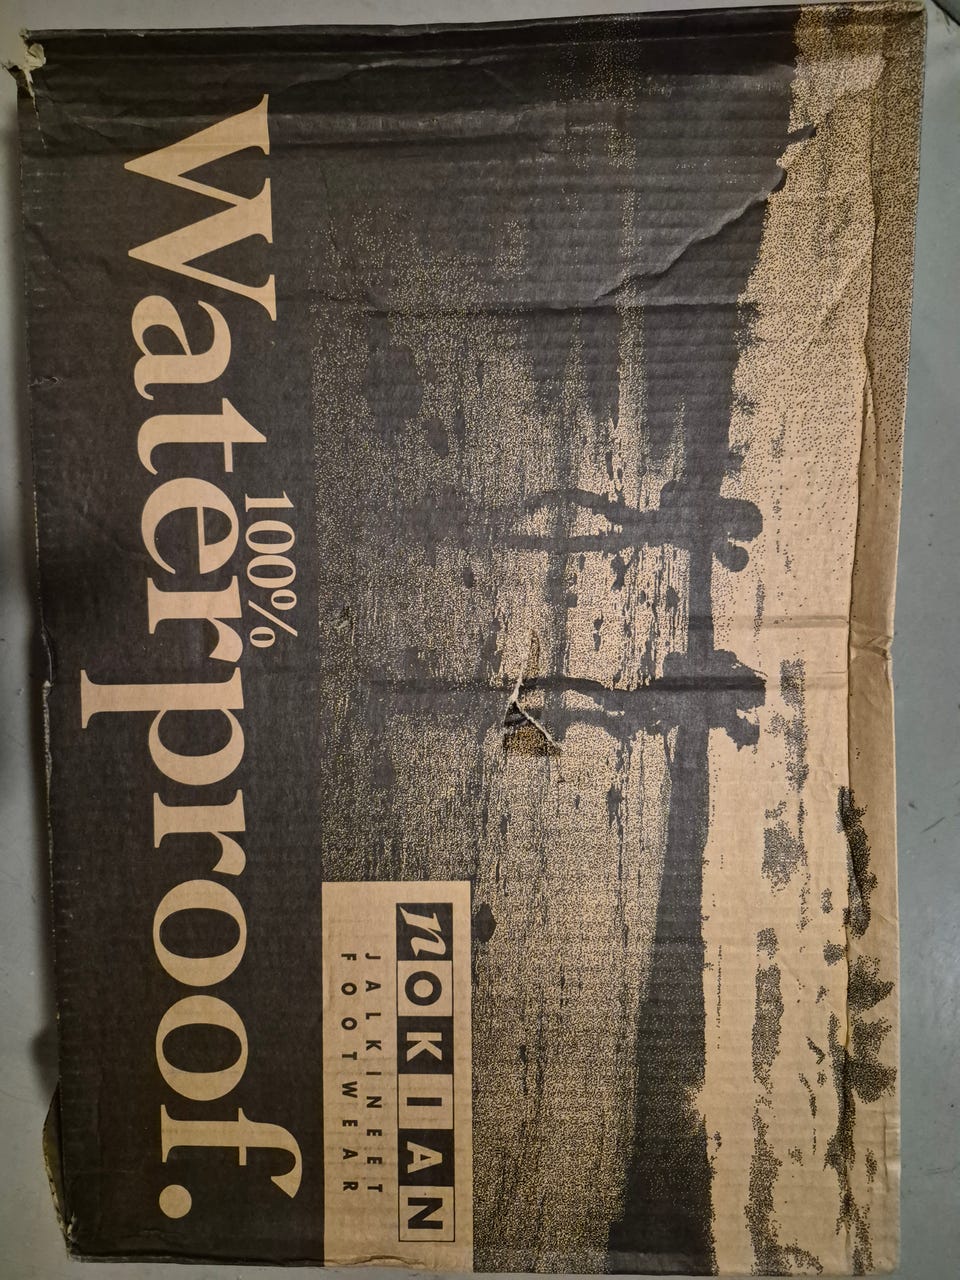 nOKIAN
JALKINEET
FOOTWEAR
100%
Waterproof.